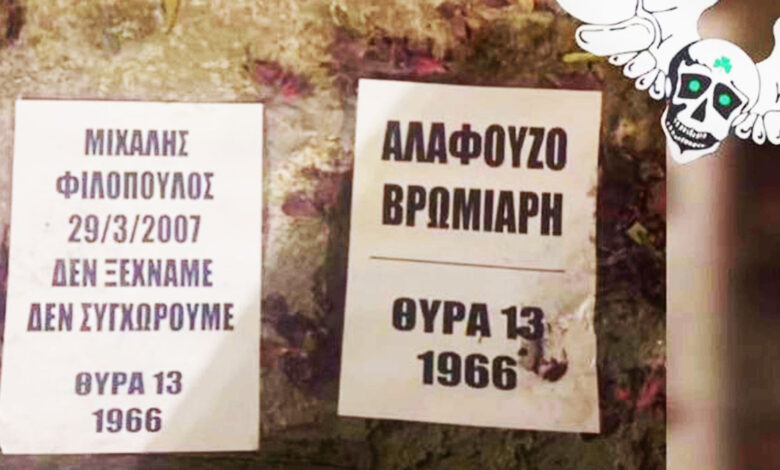 ΜΙΧΑΛΗΣ
ΦΙΛΟΠΟΥΛΟΣ
29/3/2007
ΔΕΝ ΞΕΧΝΑΜΕ
ΔΕΝ ΣΥΓΧΩΡΟΥΜΕ
ΘΥΡΑ 13
1966
ΑΛΑΦΟΥΖΟ
ΒΡΩΜΙΑΡΗ
ΘΥΡΑ 13
1966